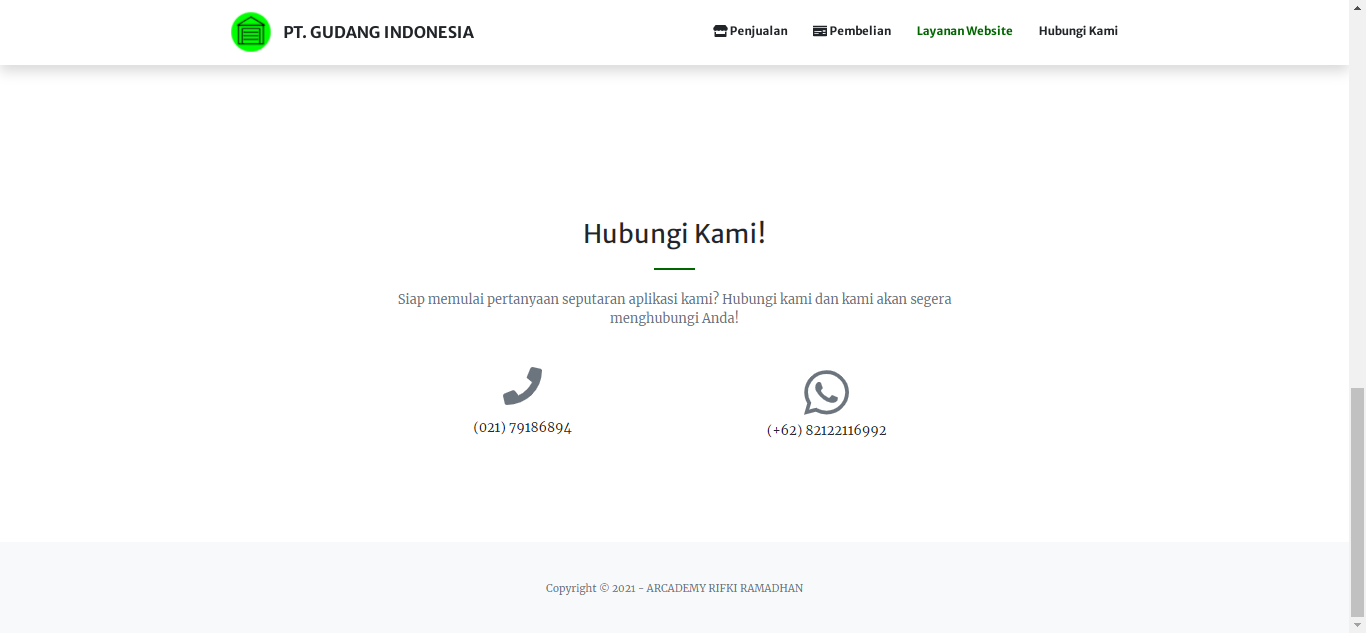 PT. GUDANG INDONESIA
Penjualan
Pembelian
Layanan Website
Hubungi Kami
Hubungi Kami!
Siap memulai pertanyaan seputaran aplikasi kami? Hubungi kami dan kami akan segera
menghubungi Anda!
(021) 79186894
(+62) 82122116992
Copyright © 2021 - ARCADEMY RIFKI RAMADHAN